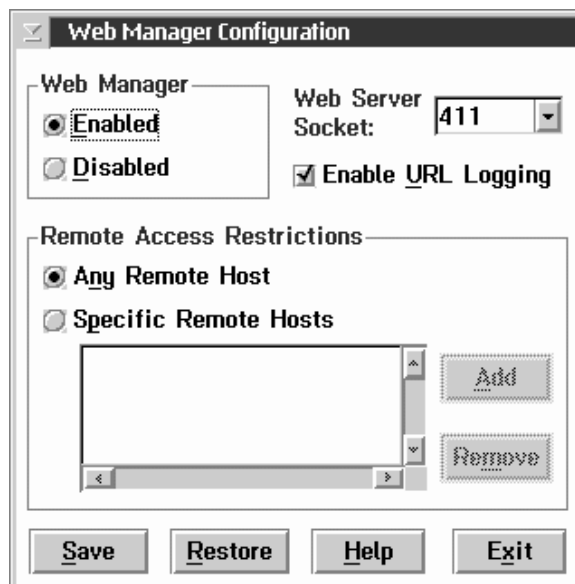 Web Manager Configuration
Web Manager
Enabled
Disabled
Web Server
Socket:
411
Enable URL Logging
Remote Access Restrictions
Any Remote Host
Specific Remote Hosts
Add
Remove
Save Restore Help Exit